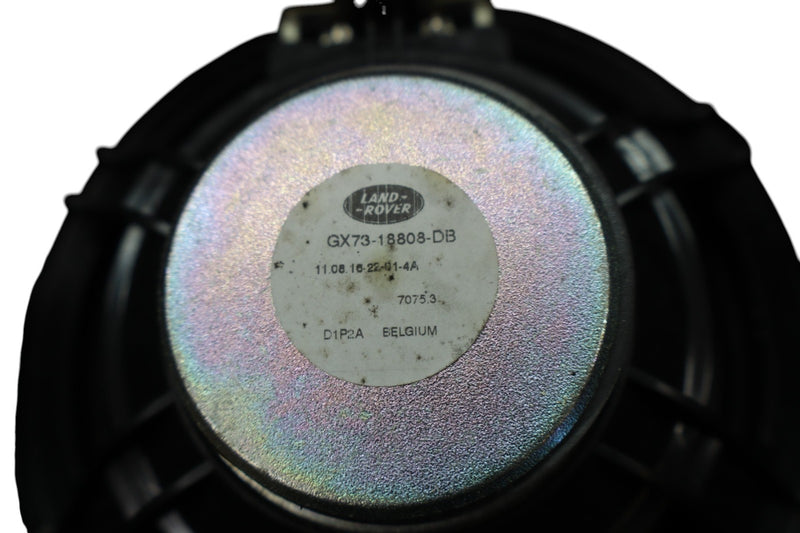 LAND-
-ROVER
GX73-18808-DB
11.08.16-22-01-4A
7075.3
D1P2A BELGIUM